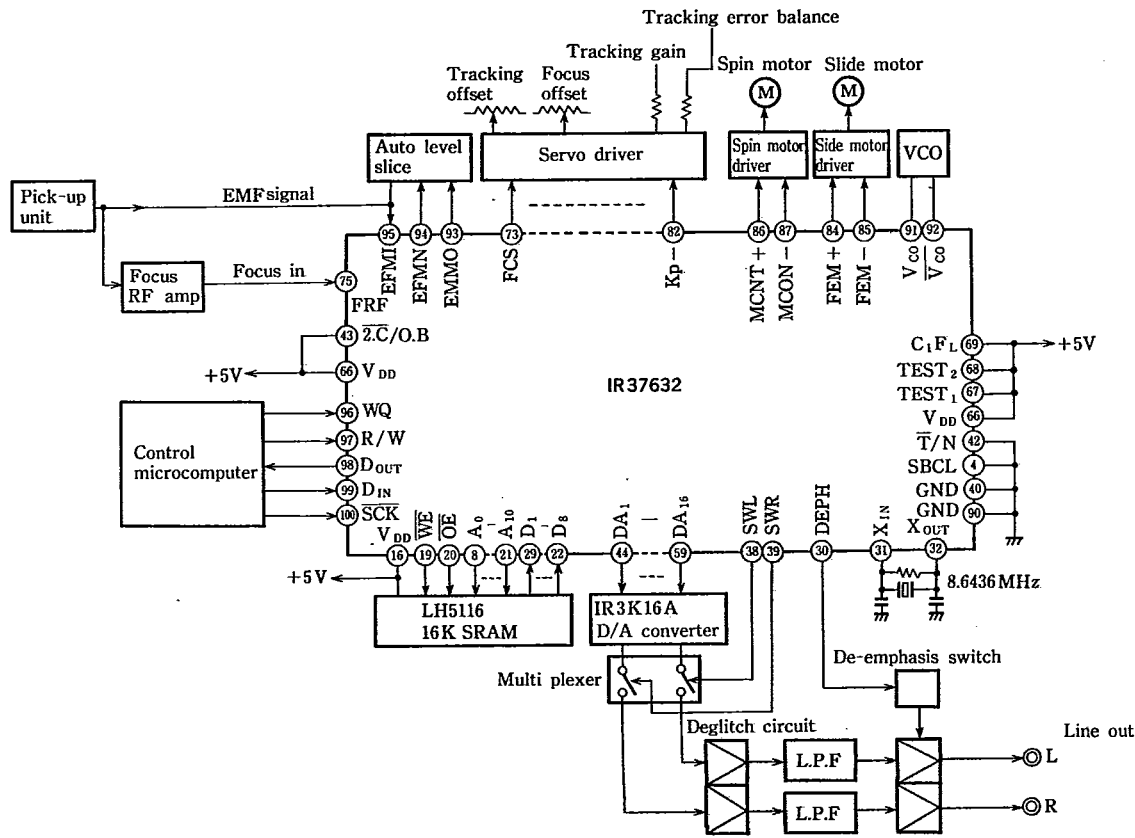 Tracking error balance
Tracking gain
Spin motor
Slide motor
Tracking offset
Focus offset
M
M
Auto level slice
Servo driver
Spin motor driver
Side motor driver
VCO
Pick-up unit
EMF signal
95
94
93
73
82
86
87
84
85
91
92
EFMI
EFMN
EMMO
FCS
Kp −
MCNT +
MCON −
FEM +
FEM −
VCO
V̅C̅O̅
Focus RF amp
Focus in
75
FRF
43
2̅.C̅/O.B
+5V
66
VDD
IR37632
C1FL
69
+5V
TEST2
68
TEST1
67
VDD
66
T̅/N
42
SBCL
4
GND
40
GND
90
Control microcomputer
96
WQ
97
R/W
98
DOUT
99
DIN
100
S̅C̅K̅
VDD
W̅E̅
O̅E̅
A0 - A10
D1 - D8
DA1 — DA16
SWL
SWR
DEPH
XIN
XOUT
16
19
20
8
21
29
22
44
59
38
39
30
31
32
+5V
LH5116
16K SRAM
IR3K16A
D/A converter
8.6436MHz
Multi plexer
De-emphasis switch
Deglitch circuit
Line out
L.P.F
L
L.P.F
R